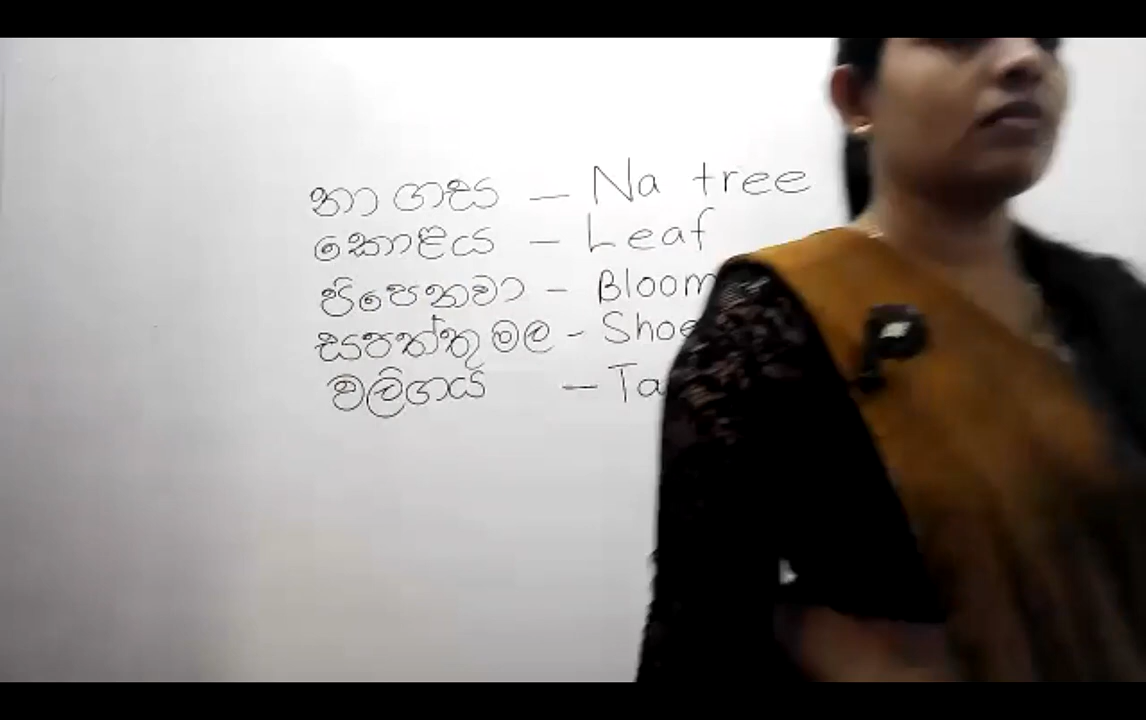 නා ගස – Na tree
කොළය – Leaf
පිපෙනවා – Bloom
සපත්තු මල - Shoe
වලිගය – Ta